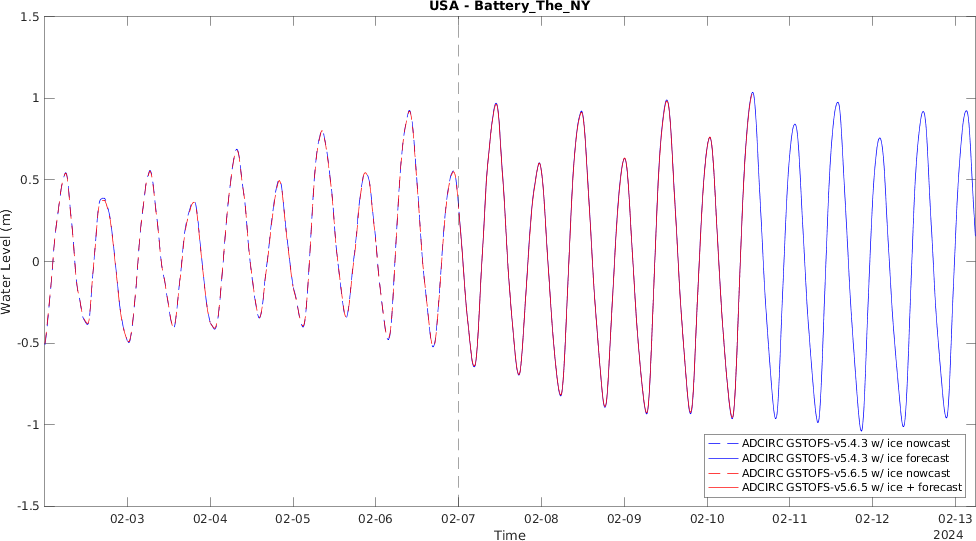 USA - Battery_The_NY
1.5
1
0.5
0
-0.5
-1
-1.5
Water Level (m)
ADCIRC GSTOFS-v5.4.3 w/ ice nowcast
ADCIRC GSTOFS-v5.4.3 w/ ice forecast
ADCIRC GSTOFS-v5.6.5 w/ ice nowcast
ADCIRC GSTOFS-v5.6.5 w/ ice + forecast
02-03 02-04 02-05 02-06 02-07 02-08 02-09 02-10 02-11 02-12 02-13
Time 2024